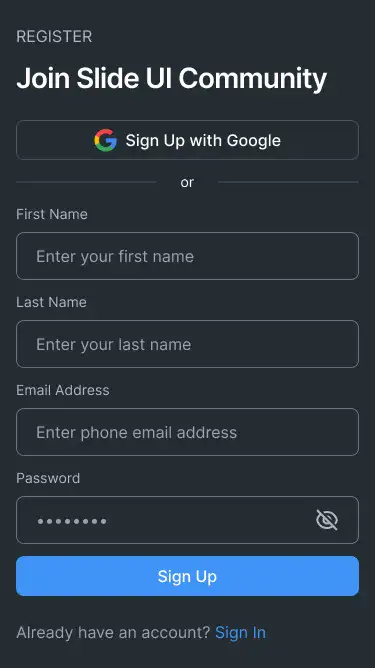 REGISTER
Join Slide UI Community
Sign Up with Google
or
First Name
Enter your first name
Last Name
Enter your last name
Email Address
Enter phone email address
Password
••••••••
Sign Up
Already have an account? Sign In